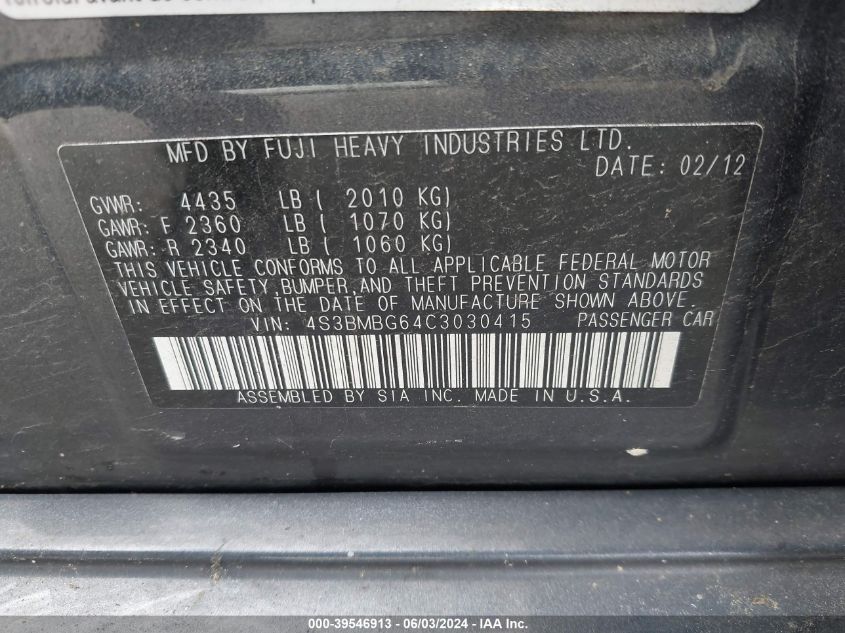 MFD BY FUJI HEAVY INDUSTRIES LTD.
DATE: 02/12
GVWR: 4435 LB ( 2010 KG)
GAWR: F 2360 LB ( 1070 KG)
GAWR: R 2340 LB ( 1060 KG)
THIS VEHICLE CONFORMS TO ALL APPLICABLE FEDERAL MOTOR
VEHICLE SAFETY,BUMPER,AND THEFT PREVENTION STANDARDS
IN EFFECT ON THE DATE OF MANUFACTURE SHOWN ABOVE.
VIN: 4S3BMBG64C3030415 PASSENGER CAR
ASSEMBLED BY SIA INC. MADE IN U.S.A.
000-39546913 - 06/03/2024 - IAA Inc.